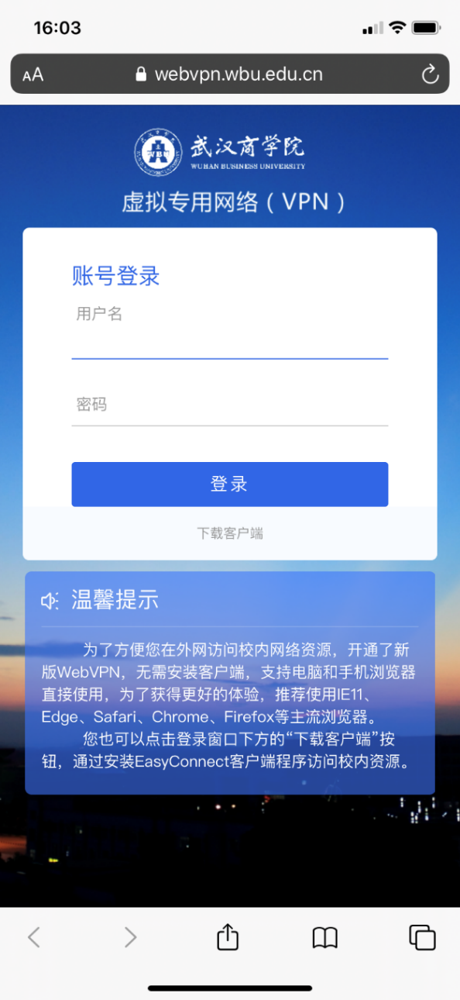 16:03
AA
webvpn.wbu.edu.cn
武汉商学院
WUHAN BUSINESS UNIVERSITY
WBU
虚拟专用网络（VPN）
账号登录
用户名
密码
登录
下载客户端
温馨提示
为了方便您在外网访问校内网络资源，开通了新
版WebVPN，无需安装客户端，支持电脑和手机浏览器
直接使用，为了获得更好的体验，推荐使用IE11、
Edge、Safari、Chrome、Firefox等主流浏览器。
您也可以点击登录窗口下方的“下载客户端”按
钮，通过安装EasyConnect客户端程序访问校内资源。